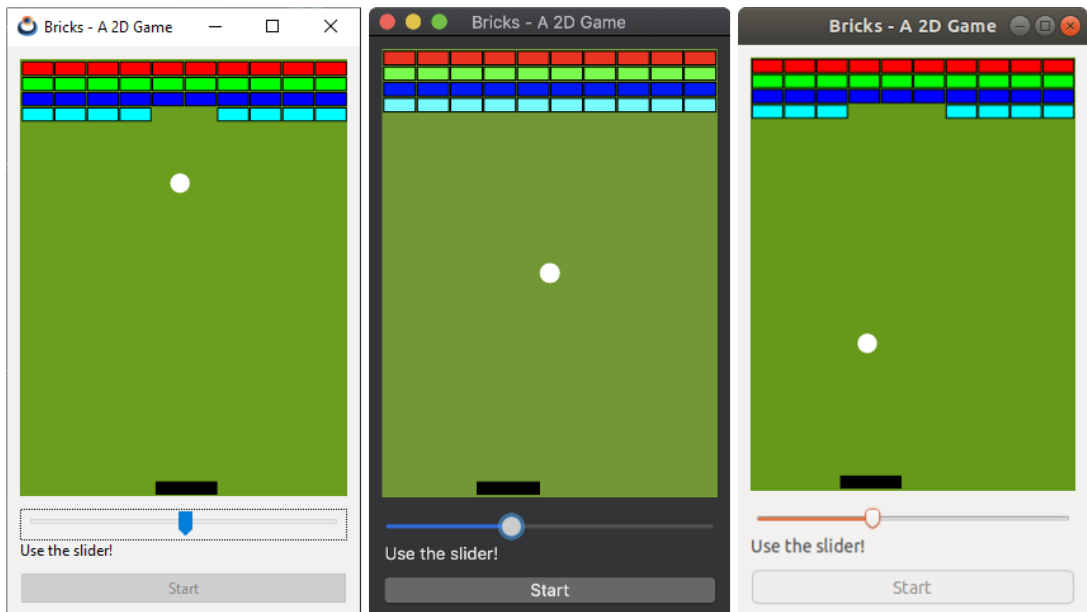 Bricks - A 2D Game
Use the slider!
Start
Bricks - A 2D Game
Use the slider!
Start
Bricks - A 2D Game
Use the slider!
Start